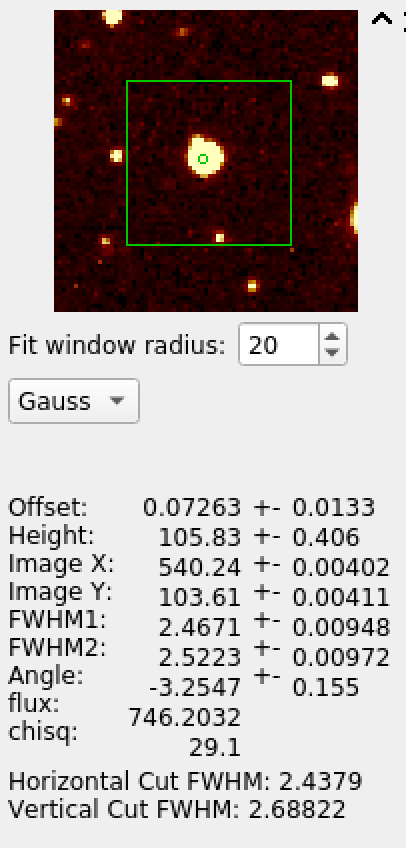 Fit window radius: 20
Gauss
Offset: 0.07263 +- 0.0133
Height: 105.83 +- 0.406
Image X: 540.24 +- 0.00402
Image Y: 103.61 +- 0.00411
FWHM1: 2.4671 +- 0.00948
FWHM2: 2.5223 +- 0.00972
Angle: -3.2547 +- 0.155
flux: 746.2032
chisq: 29.1
Horizontal Cut FWHM: 2.4379
Vertical Cut FWHM: 2.68822